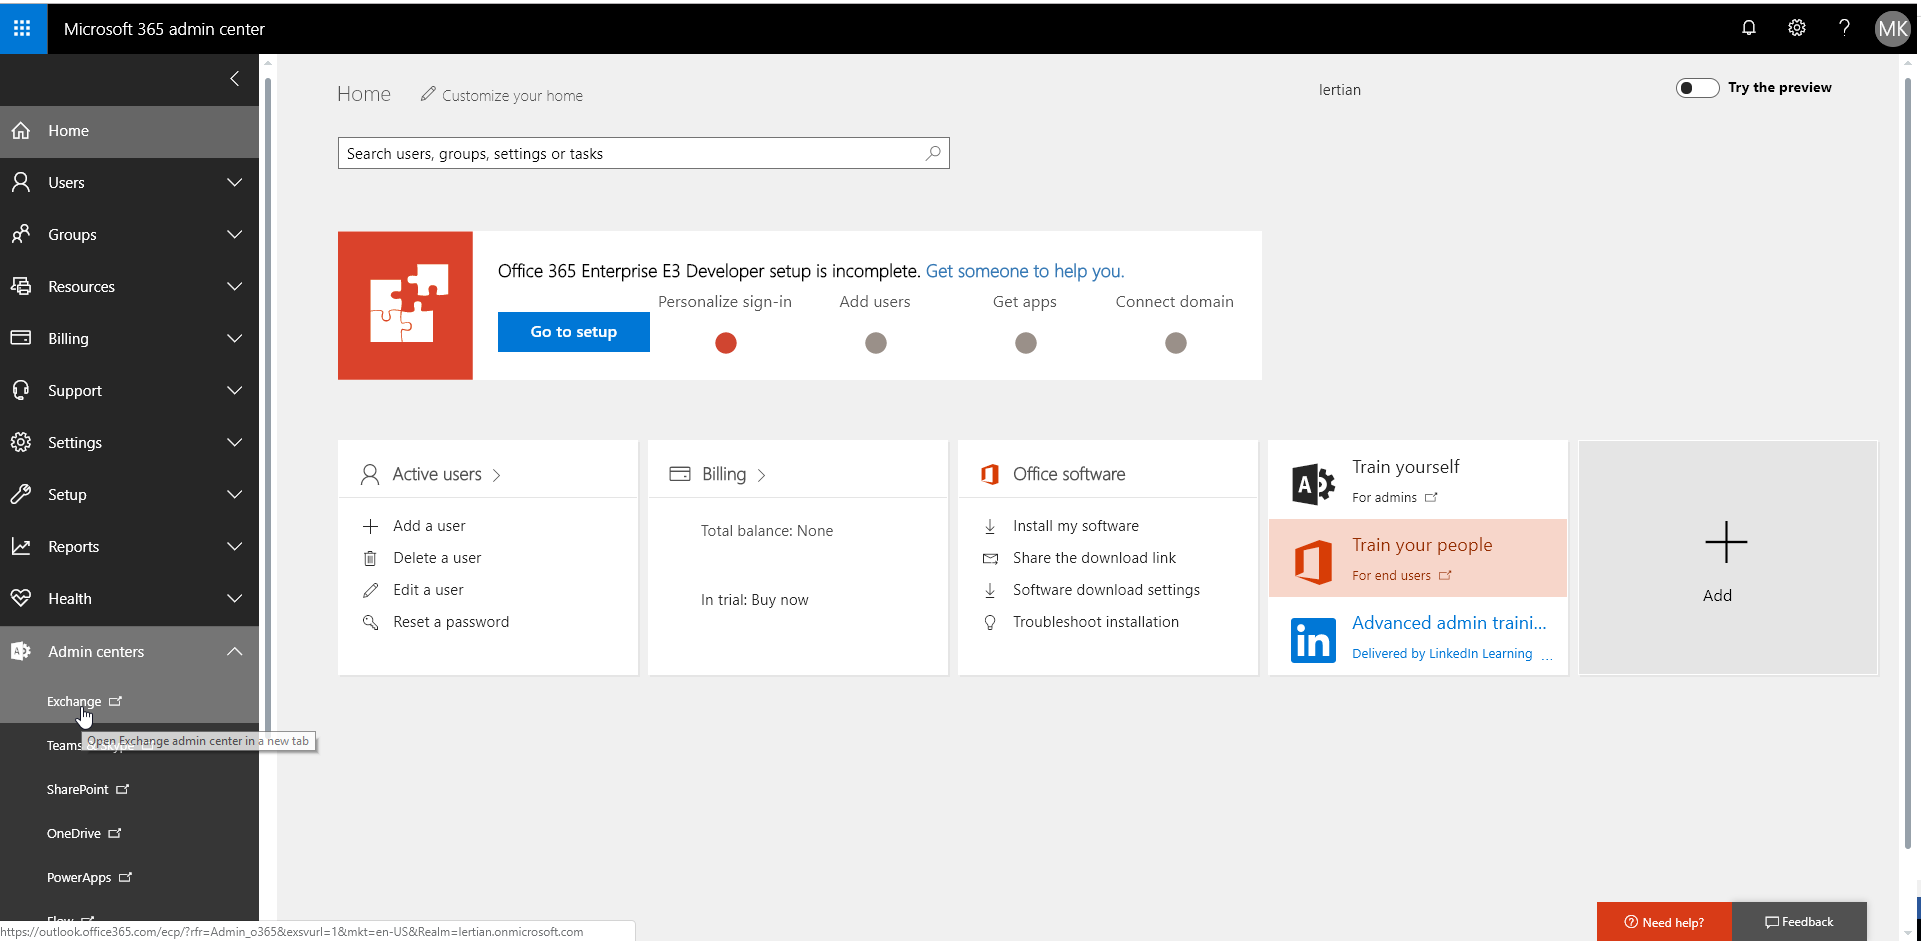 Microsoft 365 admin center
MK
Home
Users
Groups
Resources
Billing
Support
Settings
Setup
Reports
Health
Admin centers
Exchange
Open Exchange admin center in a new tab
Teams & Skype
SharePoint
OneDrive
PowerApps
Flow
https://outlook.office365.com/ecp/?rfr=Admin_o365&exsvurl=1&mkt=en-US&Realm=lertian.onmicrosoft.com
Home
Customize your home
lertian
Try the preview
Search users, groups, settings or tasks
Office 365 Enterprise E3 Developer setup is incomplete. Get someone to help you.
Go to setup
Personalize sign-in
Add users
Get apps
Connect domain
Active users
Add a user
Delete a user
Edit a user
Reset a password
Billing
Total balance: None
In trial: Buy now
Office software
Install my software
Share the download link
Software download settings
Troubleshoot installation
A
Train yourself
For admins
Train your people
For end users
in
Advanced admin traini...
Delivered by LinkedIn Learning ...
Add
Need help?
Feedback